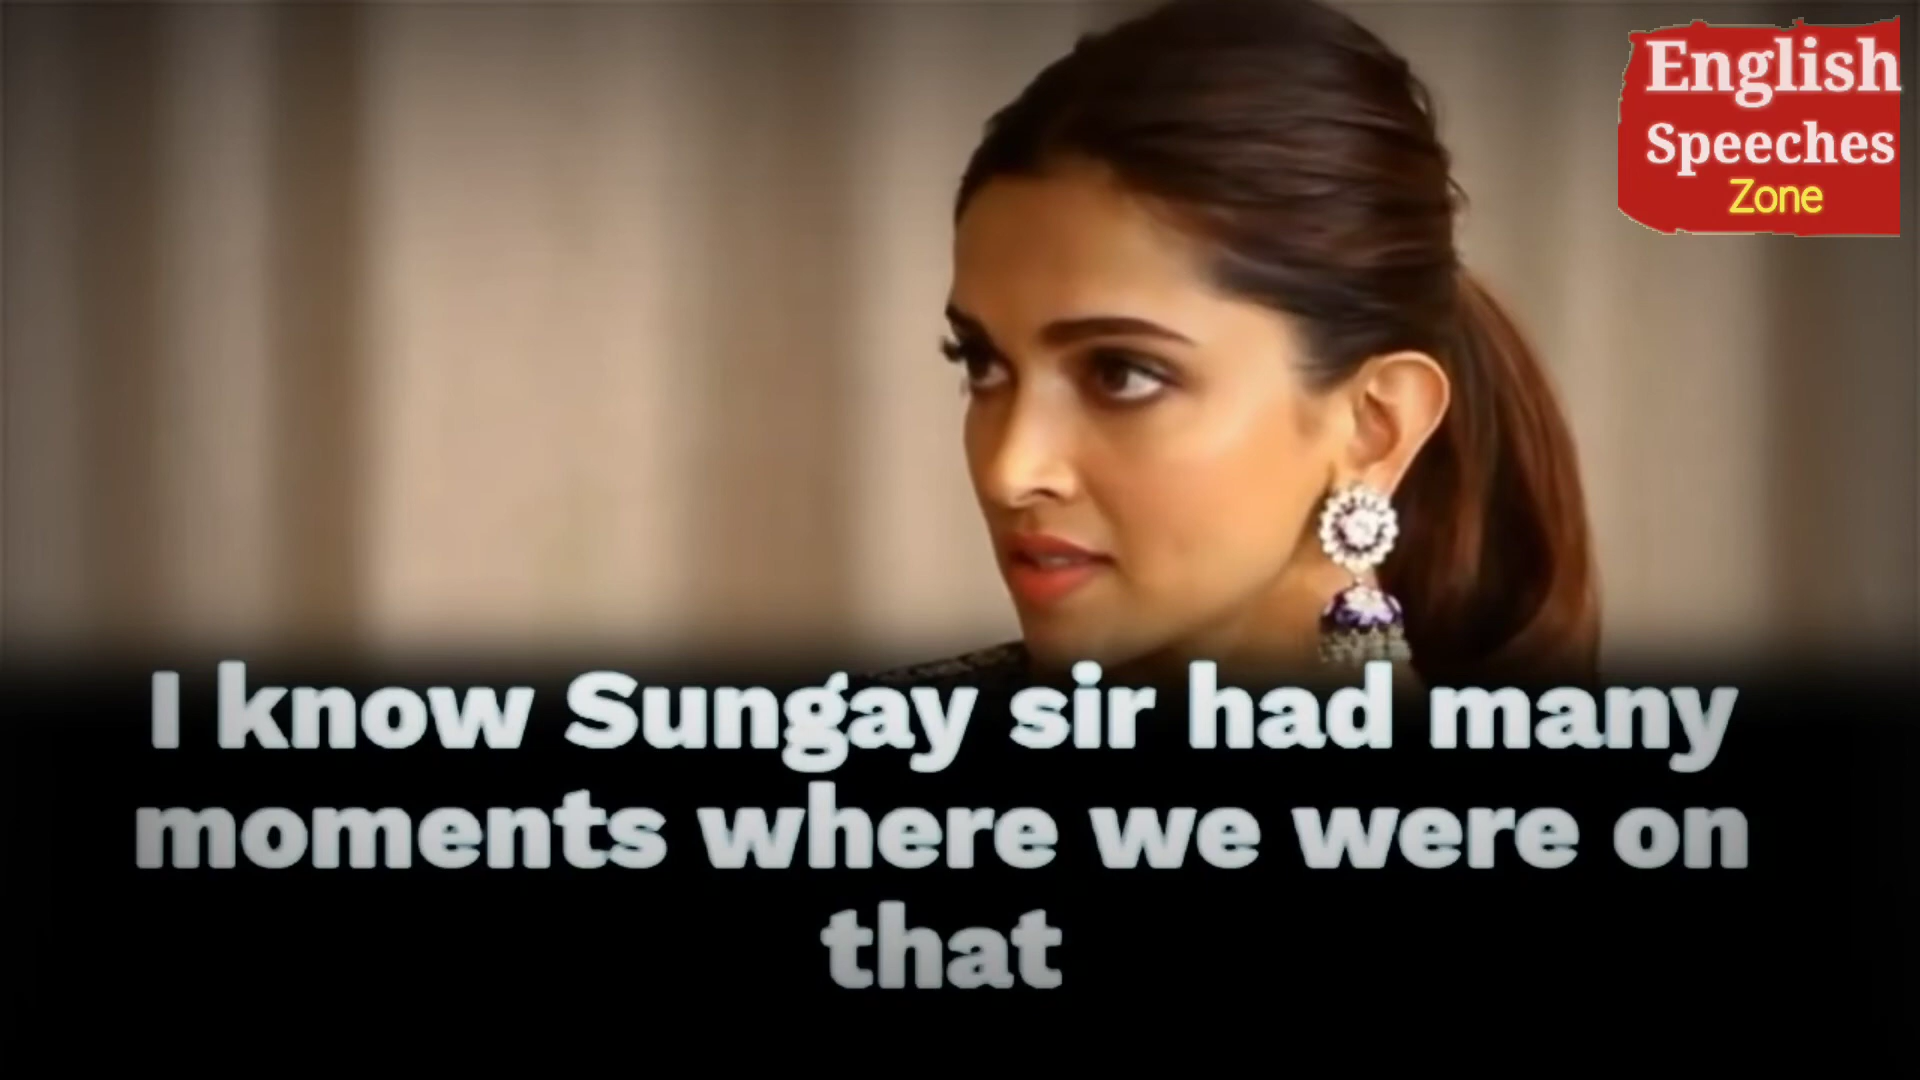 English
Speeches
Zone
I know Sungay sir had many
moments where we were on
that